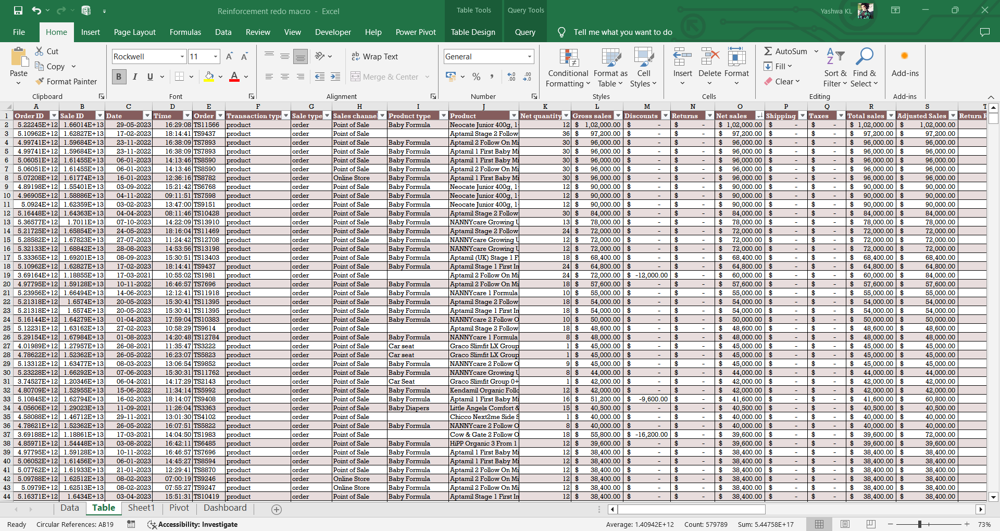 Reinforcement redo macro - Excel
Table Tools
Query Tools
Yashwa KL
File Home Insert Page Layout Formulas Data Review View Developer Help Power Pivot Table Design Query Tell me what you want to do
Paste
Cut
Copy
Format Painter
Clipboard
Rockwell 11
B I U
Font
Wrap Text
Merge & Center
Alignment
General
Number
Conditional Formatting
Format as Table
Cell Styles
Styles
Insert Delete Format
Cells
AutoSum
Fill
Clear
Sort & Filter
Find & Select
Editing
Add-ins
Add-ins
A B C D E F G H I J K L M N O P Q R S T
1 Order ID Sale ID Date Time Order Transaction type Sale type Sales channe Product type Product Net quantity Gross sales Discounts Returns Net sales Shipping Taxes Total sales Adjusted Sales Return
2 5.22245E+12 1.66014E+13 29-05-2023 16:29:08 TS11566 product order Point of Sale Baby Formula Neocate Junior 400g, 1 12 $ 1,02,000.00 $ - $ - $ 1,02,000.00 $ - $ - $ 1,02,000.00 $ 1,02,000.00
3 5.10962E+12 1.62827E+13 17-02-2023 18:14:41 TS9437 product order Point of Sale Aptamil Stage 2 Follow 36 $ 97,200.00 $ - $ - $ 97,200.00 $ - $ - $ 97,200.00 $ 97,200.00
4 4.99741E+12 1.59684E+13 23-11-2022 16:38:09 TS7893 product order Point of Sale Baby Formula Aptamil 2 Follow On Mi 30 $ 96,000.00 $ - $ - $ 96,000.00 $ - $ - $ 96,000.00 $ 96,000.00
5 4.99741E+12 1.59684E+13 23-11-2022 16:38:09 TS7893 product order Point of Sale Baby Formula Aptamil 1 First Baby Mi 30 $ 96,000.00 $ - $ - $ 96,000.00 $ - $ - $ 96,000.00 $ 96,000.00
6 5.06051E+12 1.61455E+13 06-01-2023 14:13:46 TS8590 product order Point of Sale Baby Formula Aptamil 1 First Baby Mi 30 $ 96,000.00 $ - $ - $ 96,000.00 $ - $ - $ 96,000.00 $ 96,000.00
7 5.06051E+12 1.61455E+13 06-01-2023 14:13:46 TS8590 product order Point of Sale Baby Formula Aptamil 2 Follow On Mi 30 $ 96,000.00 $ - $ - $ 96,000.00 $ - $ - $ 96,000.00 $ 96,000.00
8 5.07208E+12 1.61774E+13 16-01-2023 12:36:16 TS8782 product order Online Store Baby Formula Aptamil 1 First Baby Mi 30 $ 96,000.00 $ - $ - $ 96,000.00 $ - $ - $ 96,000.00 $ 96,000.00
9 4.89198E+12 1.55401E+13 03-09-2022 15:21:42 TS6768 product order Point of Sale Baby Formula Neocate Junior 400g, 1 12 $ 90,000.00 $ - $ - $ 90,000.00 $ - $ - $ 90,000.00 $ 90,000.00
10 4.96905E+12 1.58886E+13 04-11-2022 09:11:51 TS7598 product order Point of Sale Baby Formula Neocate Junior 400g, 1 12 $ 90,000.00 $ - $ - $ 90,000.00 $ - $ - $ 90,000.00 $ 90,000.00
11 5.0924E+12 1.62359E+13 03-02-2023 13:47:00 TS9151 product order Point of Sale Baby Formula Neocate Junior 400g, 1 12 $ 90,000.00 $ - $ - $ 90,000.00 $ - $ - $ 90,000.00 $ 90,000.00
12 5.16448E+12 1.64363E+13 04-04-2023 08:11:46 TS10428 product order Point of Sale Baby Formula Aptamil Stage 2 Follow 30 $ 84,000.00 $ - $ - $ 84,000.00 $ - $ - $ 84,000.00 $ 84,000.00
13 5.36577E+12 1.7011E+13 07-10-2023 14:22:09 TS13910 product order Point of Sale Baby Formula NANNYcare Growing U 13 $ 78,000.00 $ - $ - $ 78,000.00 $ - $ - $ 78,000.00 $ 78,000.00
14 5.21725E+12 1.65854E+13 24-05-2023 18:16:04 TS11469 product order Point of Sale Baby Formula Aptamil Stage 2 Follow 24 $ 72,000.00 $ - $ - $ 72,000.00 $ - $ - $ 72,000.00 $ 72,000.00
15 5.28582E+12 1.67823E+13 27-07-2023 11:24:42 TS12708 product order Point of Sale Baby Formula NANNYcare Growing U 12 $ 72,000.00 $ - $ - $ 72,000.00 $ - $ - $ 72,000.00 $ 72,000.00
16 5.32133E+12 1.68842E+13 28-08-2023 14:53:56 TS13198 product order Point of Sale Baby Formula NANNYcare Growing U 12 $ 72,000.00 $ - $ - $ 72,000.00 $ - $ - $ 72,000.00 $ 72,000.00
17 5.33365E+12 1.69201E+13 08-09-2023 15:30:51 TS13403 product order Point of Sale Baby Formula Aptamil (UK) Stage 1 F 18 $ 68,400.00 $ - $ - $ 68,400.00 $ - $ - $ 68,400.00 $ 68,400.00
18 5.10962E+12 1.62827E+13 17-02-2023 18:14:41 TS9437 product order Point of Sale Baby Formula Aptamil Stage 1 First In 24 $ 64,800.00 $ - $ - $ 64,800.00 $ - $ - $ 64,800.00 $ 64,800.00
19 3.69164E+12 1.18855E+13 17-03-2021 10:55:02 TS1981 product order Point of Sale Aptamil 2 Follow On Mi 24 $ 72,000.00 $ -12,000.00 $ - $ 60,000.00 $ - $ - $ 60,000.00 $ 84,000.00
20 4.97795E+12 1.59128E+13 10-11-2022 16:46:57 TS7696 product order Point of Sale Baby Formula Aptamil 2 Follow On Mi 18 $ 57,600.00 $ - $ - $ 57,600.00 $ - $ - $ 57,600.00 $ 57,600.00
21 5.23956E+12 1.66494E+13 14-06-2023 12:12:41 TS11918 product order Point of Sale Baby Formula NANNYcare 1 Formula 10 $ 55,000.00 $ - $ - $ 55,000.00 $ - $ - $ 55,000.00 $ 55,000.00
22 5.21318E+12 1.6574E+13 20-05-2023 15:30:41 TS11395 product order Point of Sale Baby Formula Aptamil Stage 2 Follow 18 $ 54,000.00 $ - $ - $ 54,000.00 $ - $ - $ 54,000.00 $ 54,000.00
23 5.21318E+12 1.6574E+13 20-05-2023 15:30:41 TS11395 product order Point of Sale Baby Formula Aptamil Stage 1 First In 18 $ 54,000.00 $ - $ - $ 54,000.00 $ - $ - $ 54,000.00 $ 54,000.00
24 5.16144E+12 1.64279E+13 01-04-2023 17:59:04 TS10383 product order Point of Sale Baby Formula NANNYcare 2 Follow O 10 $ 50,000.00 $ - $ - $ 50,000.00 $ - $ - $ 50,000.00 $ 50,000.00
25 5.12231E+12 1.63162E+13 27-02-2023 10:58:29 TS9614 product order Point of Sale Aptamil Stage 2 Follow 18 $ 48,600.00 $ - $ - $ 48,600.00 $ - $ - $ 48,600.00 $ 48,600.00
26 5.29154E+12 1.67984E+13 01-08-2023 14:20:48 TS12784 product order Point of Sale Baby Formula NANNYcare 1 Formula 8 $ 48,000.00 $ - $ - $ 48,000.00 $ - $ - $ 48,000.00 $ 48,000.00
27 4.01989E+12 1.27957E+13 26-08-2021 11:35:47 TS3222 product order Point of Sale Car seat Graco Slimfit LX Group 1 $ 45,000.00 $ - $ - $ 45,000.00 $ - $ - $ 45,000.00 $ 45,000.00
28 4.78622E+12 1.52362E+13 26-05-2022 16:23:07 TS5823 product order Point of Sale Car seat Graco Slimfit LX Group 1 $ 45,000.00 $ - $ - $ 45,000.00 $ - $ - $ 45,000.00 $ 45,000.00
29 5.13312E+12 1.63477E+13 08-03-2023 13:06:54 TS9852 product order Point of Sale Baby Formula NANNYcare 2 Follow O 9 $ 45,000.00 $ - $ - $ 45,000.00 $ - $ - $ 45,000.00 $ 45,000.00
30 5.23228E+12 1.66292E+13 07-06-2023 15:30:31 TS11762 product order Point of Sale Baby Formula NANNYcare Growing U 8 $ 44,000.00 $ - $ - $ 44,000.00 $ - $ - $ 44,000.00 $ 44,000.00
31 3.74527E+12 1.20346E+13 06-04-2021 14:17:29 TS2143 product order Point of Sale Car Seat Graco Slimfit Group 0+ 1 $ 42,000.00 $ - $ - $ 42,000.00 $ - $ - $ 42,000.00 $ 42,000.00
32 4.80709E+12 1.52955E+13 15-06-2022 11:34:14 TS5992 product order Point of Sale Baby Formula Kendamil Organic Follo 12 $ 42,000.00 $ - $ - $ 42,000.00 $ - $ - $ 42,000.00 $ 42,000.00
33 5.10845E+12 1.62794E+13 16-02-2023 18:14:07 TS9408 product order Point of Sale Baby Formula Aptamil 1 First Baby Mi 16 $ 51,200.00 $ -9,600.00 $ - $ 41,600.00 $ - $ - $ 41,600.00 $ 60,800.00
34 4.05606E+12 1.29023E+13 11-09-2021 11:26:04 TS3363 product order Point of Sale Baby Diapers Little Angels Comfort & 15 $ 40,500.00 $ - $ - $ 40,500.00 $ - $ - $ 40,500.00 $ 40,500.00
35 4.58088E+12 1.46712E+13 29-11-2021 13:01:30 TS4102 product order Point of Sale Chicco Next2me Side S 1 $ 40,000.00 $ - $ - $ 40,000.00 $ - $ - $ 40,000.00 $ 40,000.00
36 4.78621E+12 1.52362E+13 26-05-2022 16:07:51 TS5822 product order Point of Sale Baby Formula NANNYcare 2 Follow O 8 $ 40,000.00 $ - $ - $ 40,000.00 $ - $ - $ 40,000.00 $ 40,000.00
37 3.69188E+12 1.18861E+13 17-03-2021 14:04:50 TS1983 product order Point of Sale Cow & Gate 2 Follow O 18 $ 55,800.00 $ -16,200.00 $ - $ 39,600.00 $ - $ - $ 39,600.00 $ 72,000.00
38 4.85971E+12 1.54448E+13 03-08-2022 16:42:11 TS6485 product order Point of Sale Baby Formula HiPP Organic 3 From 1 12 $ 39,600.00 $ - $ - $ 39,600.00 $ - $ - $ 39,600.00 $ 39,600.00
39 4.97795E+12 1.59128E+13 10-11-2022 16:46:57 TS7696 product order Point of Sale Baby Formula Aptamil 1 First Baby Mi 12 $ 38,400.00 $ - $ - $ 38,400.00 $ - $ - $ 38,400.00 $ 38,400.00
40 5.06052E+12 1.61456E+13 06-01-2023 14:45:27 TS8594 product order Point of Sale Baby Formula Aptamil 1 First Baby Mi 12 $ 38,400.00 $ - $ - $ 38,400.00 $ - $ - $ 38,400.00 $ 38,400.00
41 5.07762E+12 1.61933E+13 21-01-2023 12:29:41 TS8870 product order Point of Sale Baby Formula Aptamil 2 Follow On Mi 12 $ 38,400.00 $ - $ - $ 38,400.00 $ - $ - $ 38,400.00 $ 38,400.00
42 5.09788E+12 1.62512E+13 08-02-2023 07:00:19 TS9246 product order Online Store Baby Formula Aptamil 2 Follow On Mi 12 $ 38,400.00 $ - $ - $ 38,400.00 $ - $ - $ 38,400.00 $ 38,400.00
43 5.0979E+12 1.62513E+13 08-02-2023 07:55:27 TS9247 product order Online Store Baby Formula Aptamil 2 Follow On Mi 12 $ 38,400.00 $ - $ - $ 38,400.00 $ - $ - $ 38,400.00 $ 38,400.00
44 5.16371E+12 1.6434E+13 03-04-2023 15:51:31 TS10419 product order Point of Sale Baby Formula Aptamil Stage 1 First In 12 $ 38,400.00 $ - $ - $ 38,400.00 $ - $ - $ 38,400.00 $ 38,400.00
Data Table Sheet1 Pivot Dashboard
Ready Circular References: AB19 Accessibility: Investigate Average: 1.40942E+12 Count: 579789 Sum: 5.44758E+17 73%